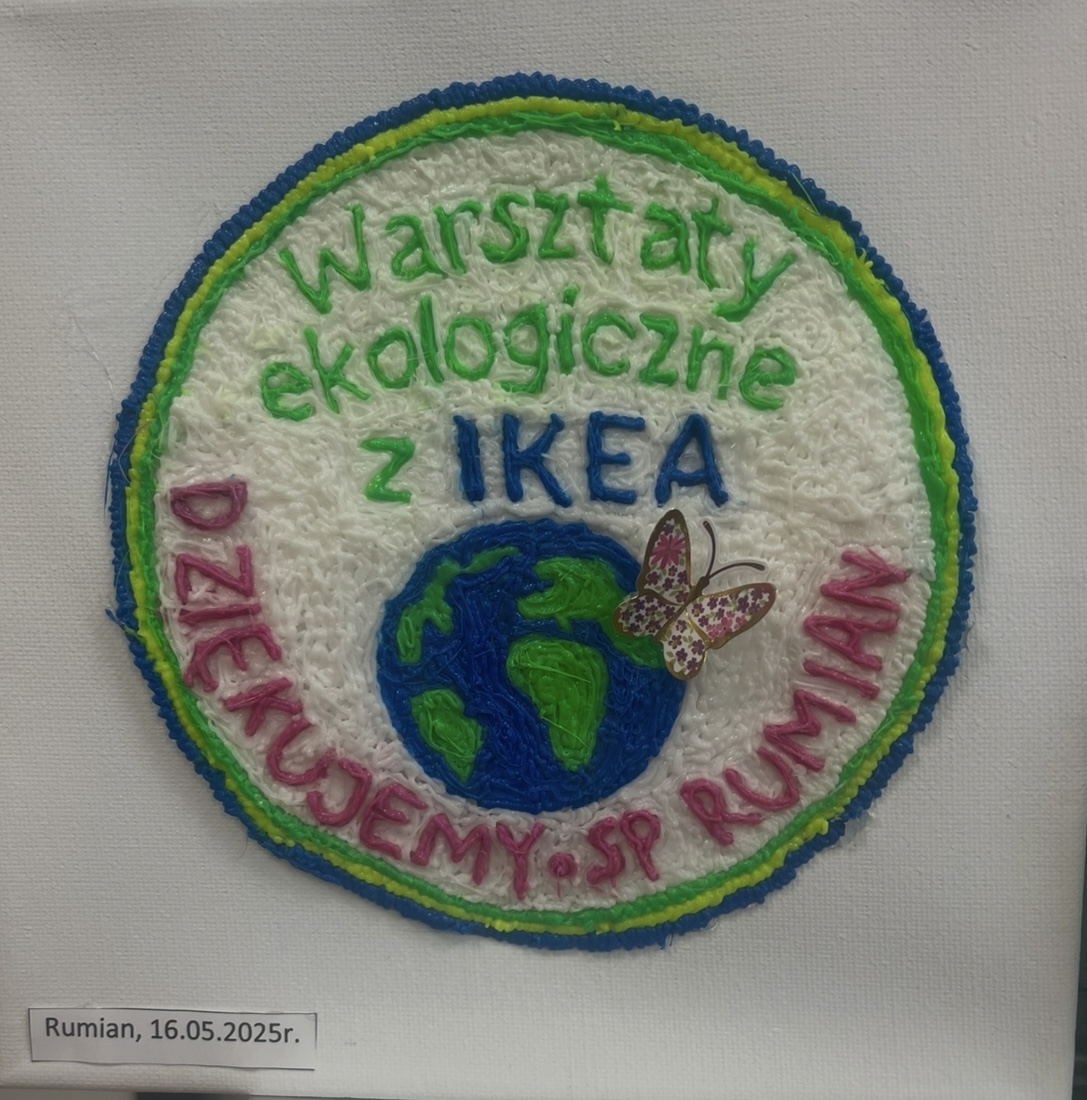 Warsztaty
ekologiczne
z IKEA
DZIĘKUJEMY • SP RUMIAN
Rumian, 16.05.2025r.